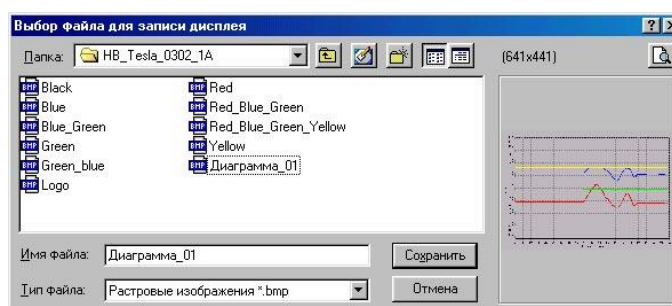 Выбор файла для записи дисплея
Папка: HB_Tesla_0302_1A
(641x441)
Black
Blue
Blue_Green
Green
Green_blue
Logo
Red
Red_Blue_Green
Red_Blue_Green_Yellow
Yellow
Диаграмма_01
Имя файла: Диаграмма_01
Сохранить
Тип файла: Растровые изображения *.bmp
Отмена